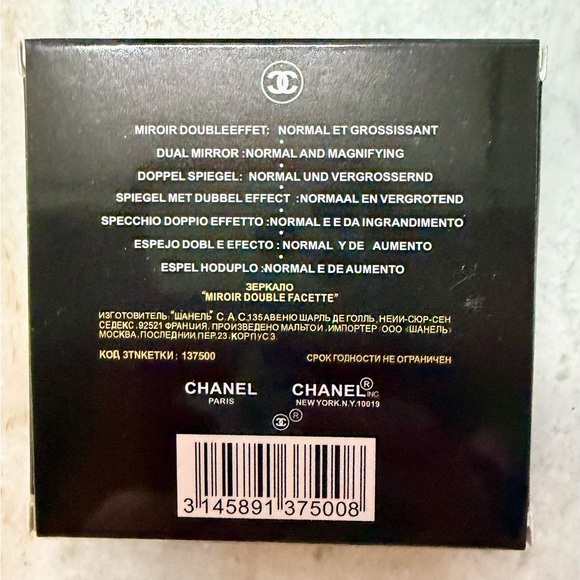 MIROIR DOUBLEEFFET: NORMAL ET GROSSISSANT
DUAL MIRROR :NORMAL AND MAGNIFYING
DOPPEL SPIEGEL: NORMAL UND VERGROSSERND
SPIEGEL MET DUBBEL EFFECT :NORMAAL EN VERGROTEND
SPECCHIO DOPPIO EFFETTO :NORMAL E E DA INGRANDIMENTO
ESPEJO DOBL E EFECTO : NORMAL Y DE AUMENTO
ESPEL HODUPLO :NORMAL E DE AUMENTO
ЗЕРКАЛО
"MIROIR DOUBLE FACETTE"
ИЗГОТОВИТЕЛЬ, "ШАНЕЛЬ" С.А.С.135АВЕНЮ ШАРЛЬ ДЕ ГОЛЛЬ, НЕИИ-СЮР-СЕН
СЕДЕКС .92521 ФРАНЦИЯ, ПРОИЗВЕДЕНО МАЛЬТОИ ,ИМПОРТЕР ООО «ШАНЕЛЬ»
МОСКВА, ПОСЛЕДНИИ ПЕР.23 .КОРПУС 3
КОД ЭТNКЕТКИ : 137500
СРОК ГОДНОСТИ НЕ ОГРАНИЧЕН
CHANEL CHANEL® INC.
PARIS NEW YORK.N.Y.10019
®
3 145891 375008